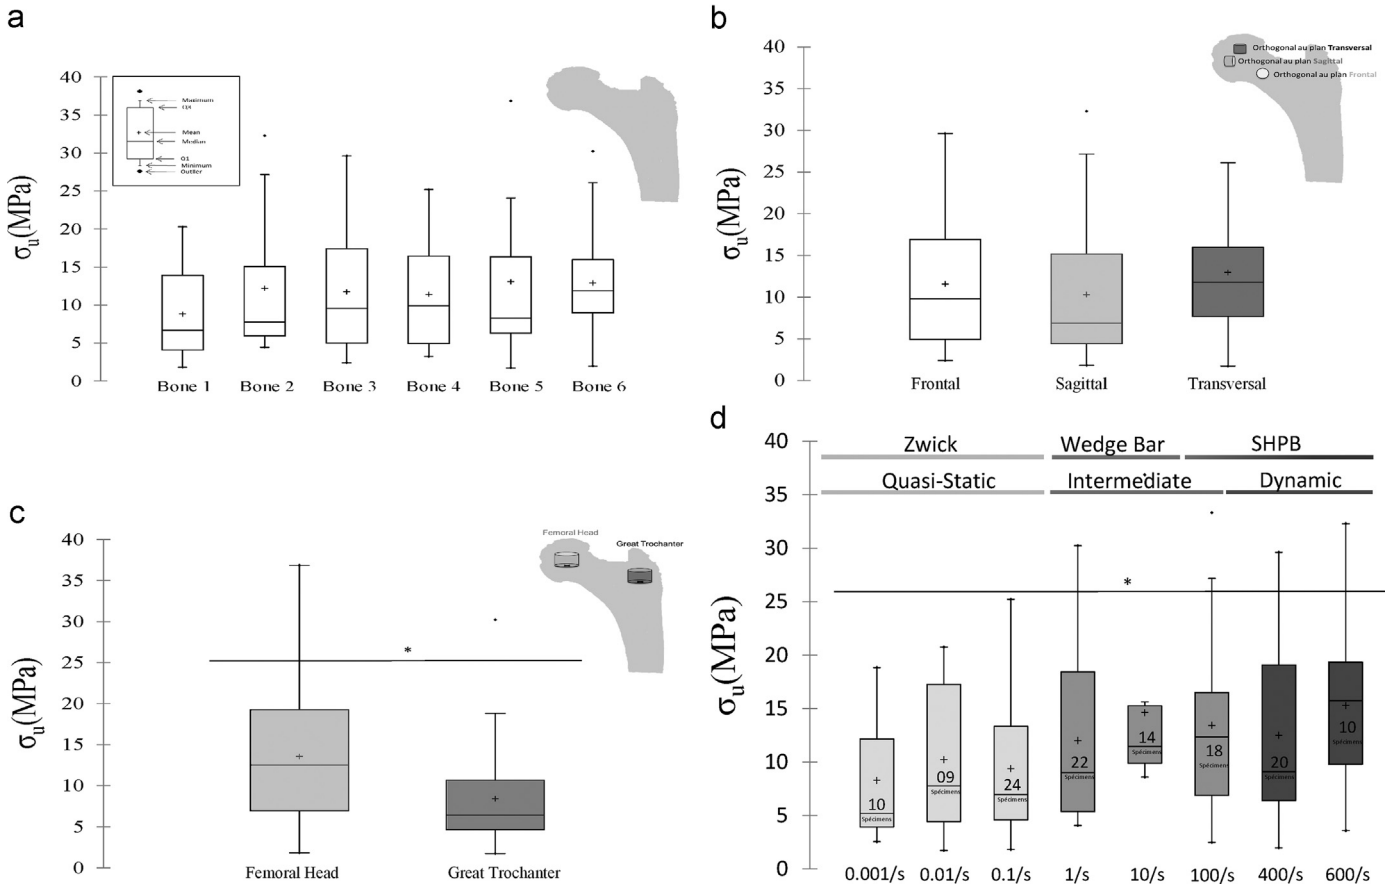 a
40
35
30
25
20
15
10
5
0
σu(MPa)
Maximum
Q3
Mean
Median
Q1
Minimum
Outlier
Bone 1 Bone 2 Bone 3 Bone 4 Bone 5 Bone 6
b
40
30
20
15
10
5
0
σu(MPa)
Orthogonal au plan Transversal
Orthogonal au plan Sagittal
Orthogonal au plan Frontal
Frontal Sagittal Transversal
c
40
35
30
25
20
15
10
5
0
σu(MPa)
Femoral Head
Great Trochanter
*
Femoral Head Great Trochanter
d
40
35
30
25
20
15
10
5
0
σu(MPa)
Zwick Wedge Bar SHPB
Quasi-Static Intermediate Dynamic
*
10
Spécimens
09
Spécimens
24
Spécimens
22
Spécimens
14
Spécimens
18
Spécimens
20
Spécimens
10
Spécimens
0.001/s 0.01/s 0.1/s 1/s 10/s 100/s 400/s 600/s